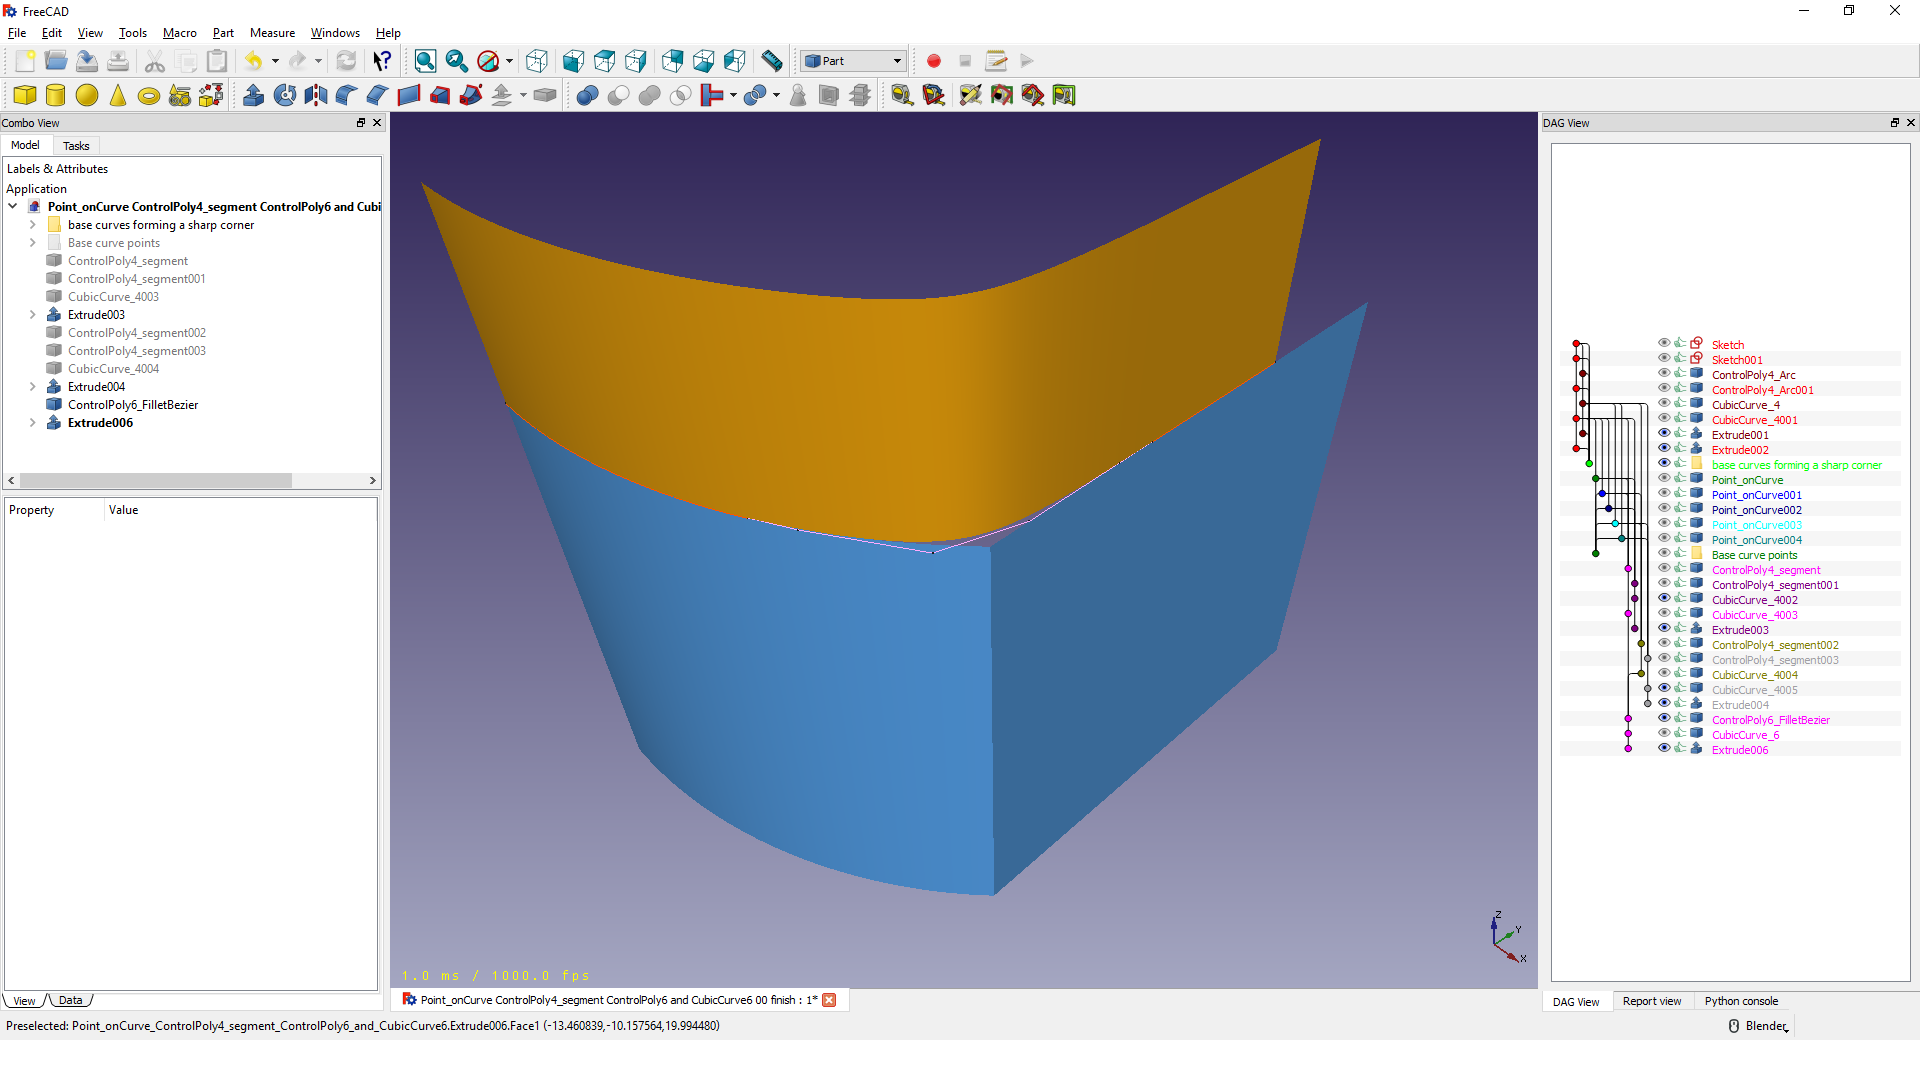 FreeCAD
File Edit View Tools Macro Part Measure Windows Help
Part
Combo View
Model Tasks
Labels & Attributes
Application
Point_onCurve ControlPoly4_segment ControlPoly6 and Cubi
base curves forming a sharp corner
Base curve points
ControlPoly4_segment
ControlPoly4_segment001
CubicCurve_4003
Extrude003
ControlPoly4_segment002
ControlPoly4_segment003
CubicCurve_4004
Extrude004
ControlPoly6_FilletBezier
Extrude006
Property Value
View Data
1.0 ms / 1000.0 fps
Z
Y
X
Point_onCurve ControlPoly4_segment ControlPoly6 and CubicCurve6 00 finish : 1*
DAG View
Sketch
Sketch001
ControlPoly4_Arc
ControlPoly4_Arc001
CubicCurve_4
CubicCurve_4001
Extrude001
Extrude002
base curves forming a sharp corner
Point_onCurve
Point_onCurve001
Point_onCurve002
Point_onCurve003
Point_onCurve004
Base curve points
ControlPoly4_segment
ControlPoly4_segment001
CubicCurve_4002
CubicCurve_4003
Extrude003
ControlPoly4_segment002
ControlPoly4_segment003
CubicCurve_4004
CubicCurve_4005
Extrude004
ControlPoly6_FilletBezier
CubicCurve_6
Extrude006
DAG View Report view Python console
Preselected: Point_onCurve_ControlPoly4_segment_ControlPoly6_and_CubicCurve6.Extrude006.Face1 (-13.460839,-10.157564,19.994480)
Blender